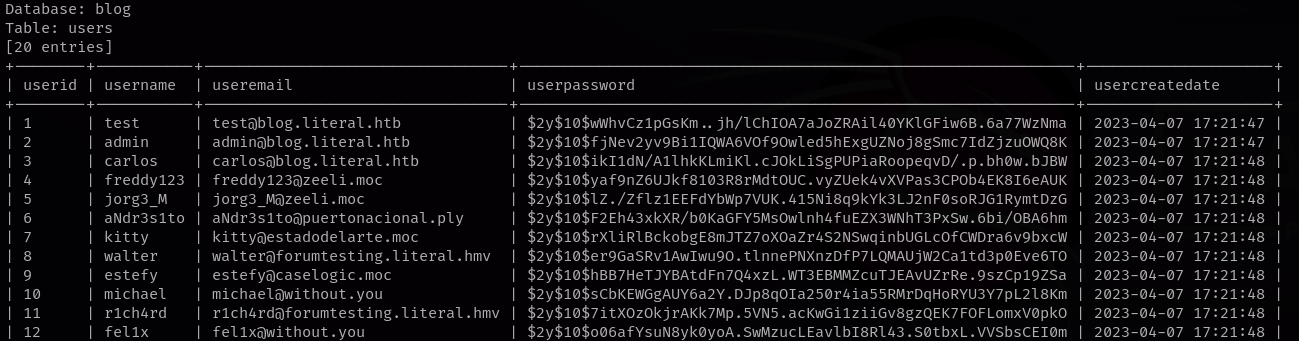 Database: blog
Table: users
[20 entries]
| userid | username | useremail | userpassword | usercreatedate |
| 1 | test | test@blog.literal.htb | $2y$10$wWhvCz1pGsKm..jh/lChIOA7aJoZRAil40YKlGFiw6B.6a77WzNma | 2023-04-07 17:21:47 |
| 2 | admin | admin@blog.literal.htb | $2y$10$fjNev2yv9Bi1IQWA6VOf9Owled5hExgUZNoj8gSmc7IdZjzuOWQ8K | 2023-04-07 17:21:47 |
| 3 | carlos | carlos@blog.literal.htb | $2y$10$ikI1dN/A1lhkKLmiKl.cJOkLiSgPUPiaRoopeqvD/.p.bh0w.bJBW | 2023-04-07 17:21:48 |
| 4 | freddy123 | freddy123@zeeli.moc | $2y$10$yaf9nZ6UJkf8103R8rMdtOUC.vyZUek4vXVPas3CPOb4EK8I6eAUK | 2023-04-07 17:21:48 |
| 5 | jorg3_M | jorg3_M@zeeli.moc | $2y$10$lZ./Zflz1EEFdYbWp7VUK.415Ni8q9kYk3LJ2nF0soRJG1RymtDzG | 2023-04-07 17:21:48 |
| 6 | aNdr3s1to | aNdr3s1to@puertonacional.ply | $2y$10$F2Eh43xkXR/b0KaGFY5MsOwlnh4fuEZX3WNhT3PxSw.6bi/OBA6hm | 2023-04-07 17:21:48 |
| 7 | kitty | kitty@estadodelarte.moc | $2y$10$rXliRlBckobgE8mJTZ7oXOaZr4S2NSwqinbUGLcOfCWDra6v9bxcW | 2023-04-07 17:21:48 |
| 8 | walter | walter@forumtesting.literal.hmv | $2y$10$er9GaSRv1AwIwu9O.tlnnePNXnzDfP7LQMAUjW2Ca1td3p0Eve6TO | 2023-04-07 17:21:48 |
| 9 | estefy | estefy@caselogic.moc | $2y$10$hBB7HeTJYBAtdFn7Q4xzL.WT3EBMMZcuTJEAvUZrRe.9szCp19ZSa | 2023-04-07 17:21:48 |
| 10 | michael | michael@without.you | $2y$10$sCbKEWGgAUY6a2Y.DJp8qOIa250r4ia55RMrDqHoRYU3Y7pL2l8Km | 2023-04-07 17:21:48 |
| 11 | r1ch4rd | r1ch4rd@forumtesting.literal.hmv | $2y$10$7itXOzOkjrAKk7Mp.5VN5.acKwGi1ziiGv8gzQEK7FOFLomxV0pkO | 2023-04-07 17:21:48 |
| 12 | fel1x | fel1x@without.you | $2y$10$o06afYsuN8yk0yoA.SwMzucLEavlbI8Rl43.S0tbxL.VVSbsCEI0m | 2023-04-07 17:21:48 |